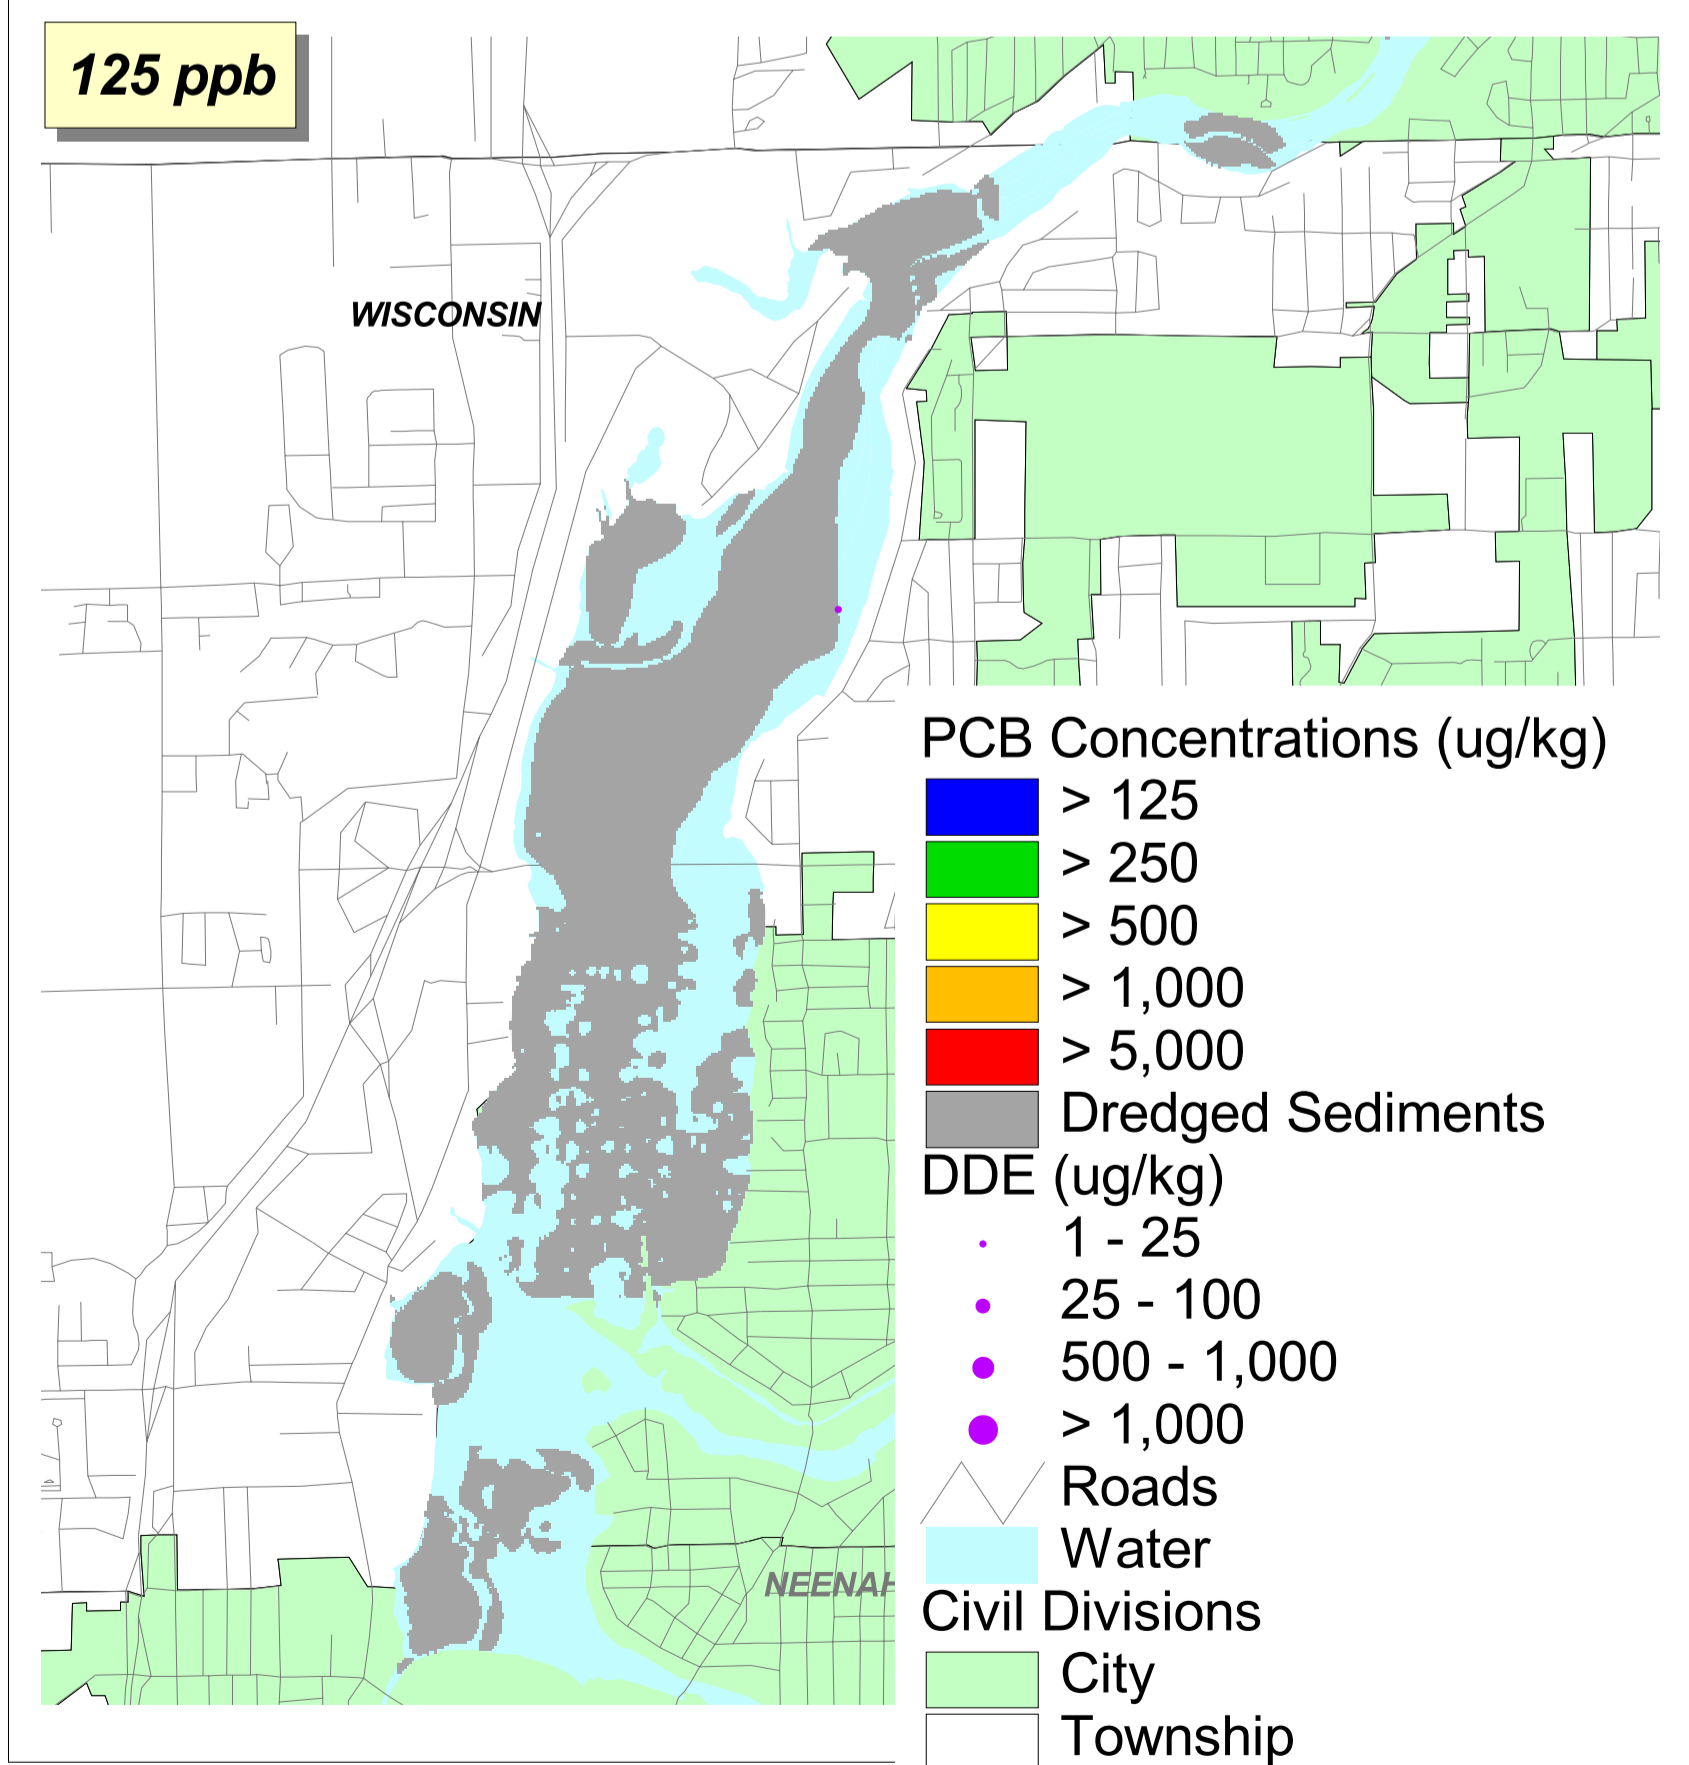 125 ppb
WISCONSIN
PCB Concentrations (ug/kg)
> 125
> 250
> 500
> 1,000
> 5,000
Dredged Sediments
DDE (ug/kg)
1 - 25
25 - 100
500 - 1,000
> 1,000
Roads
Water
Civil Divisions
NEENAH
City
Township